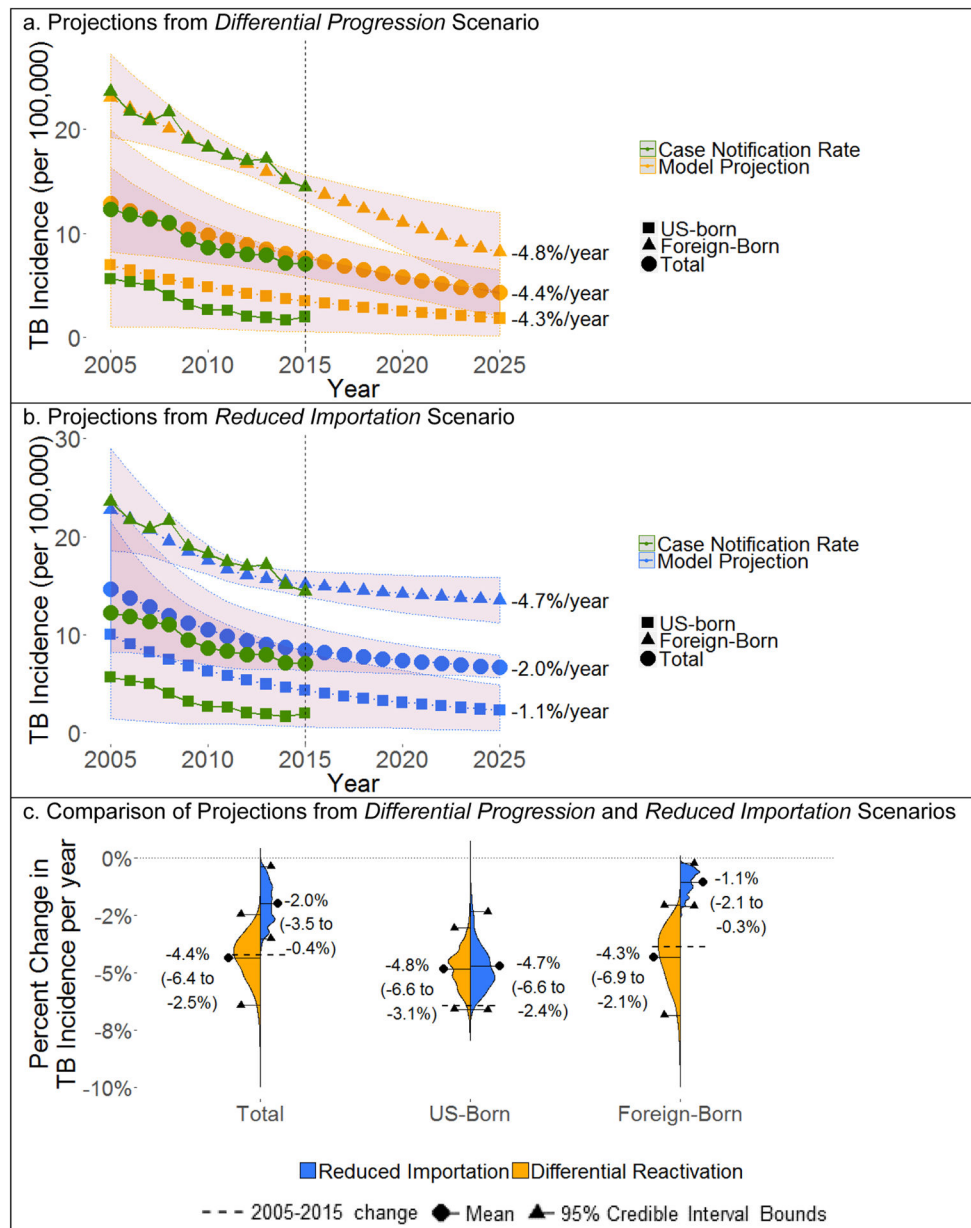 a. Projections from Differential Progression Scenario
TB Incidence (per 100,000)
20
10
0
2005
2010
2015
2020
2025
Year
-4.8%/year
-4.4%/year
-4.3%/year
Case Notification Rate
Model Projection
US-born
Foreign-Born
Total
b. Projections from Reduced Importation Scenario
TB Incidence (per 100,000)
30
20
10
0
2005
2010
2015
2020
2025
Year
-4.7%/year
-2.0%/year
-1.1%/year
Case Notification Rate
Model Projection
US-born
Foreign-Born
Total
c. Comparison of Projections from Differential Progression and Reduced Importation Scenarios
Percent Change in
TB Incidence per year
0%
-2%
-5%
-8%
-10%
-4.4%
(-6.4 to
-2.5%)
-2.0%
(-3.5 to
-0.4%)
-4.8%
(-6.6 to
-3.1%)
-4.7%
(-6.6 to
-2.4%)
-4.3%
(-6.9 to
-2.1%)
-1.1%
(-2.1 to
-0.3%)
Total
US-Born
Foreign-Born
Reduced Importation
Differential Reactivation
2005-2015 change
Mean
95% Credible Interval Bounds